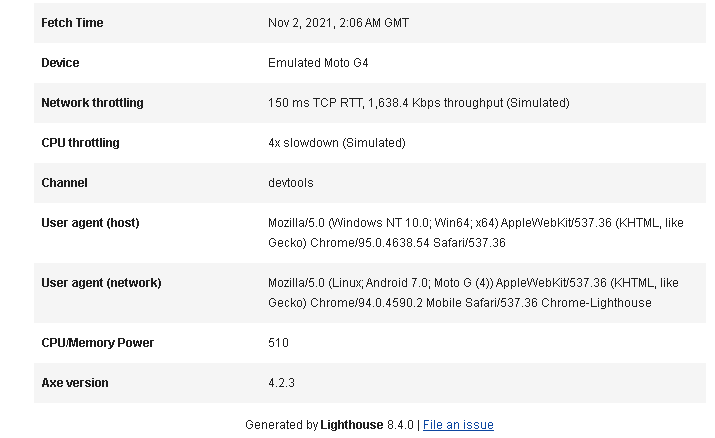 Fetch Time Nov 2, 2021, 2:06 AM GMT
Device Emulated Moto G4
Network throttling 150 ms TCP RTT, 1,638.4 Kbps throughput (Simulated)
CPU throttling 4x slowdown (Simulated)
Channel devtools
User agent (host) Mozilla/5.0 (Windows NT 10.0; Win64; x64) AppleWebKit/537.36 (KHTML, like
Gecko) Chrome/95.0.4638.54 Safari/537.36
User agent (network) Mozilla/5.0 (Linux; Android 7.0; Moto G (4)) AppleWebKit/537.36 (KHTML, like
Gecko) Chrome/94.0.4590.2 Mobile Safari/537.36 Chrome-Lighthouse
CPU/Memory Power 510
Axe version 4.2.3
Generated by Lighthouse 8.4.0 | File an issue